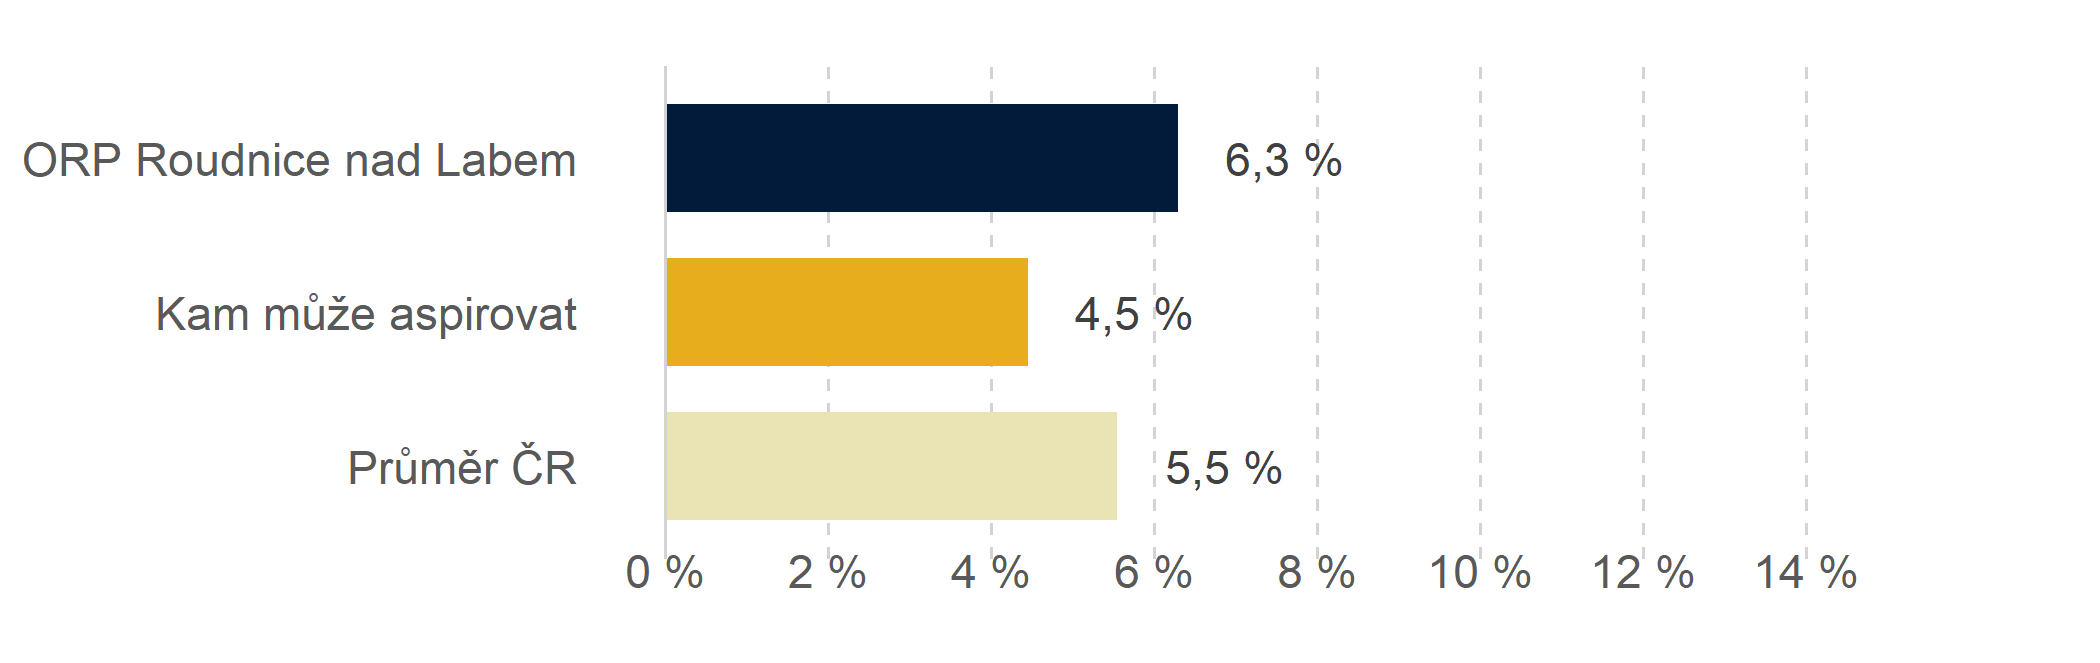 ORP Roudnice nad Labem
6,3 %
Kam může aspirovat
4,5 %
Průměr ČR
5,5 %
0 % 2 % 4 % 6 % 8 % 10 % 12 % 14 %